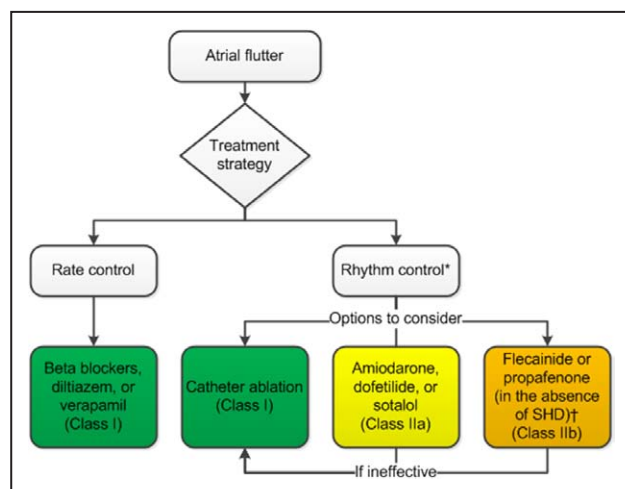 Atrial flutter
Treatment
strategy
Rate control
Rhythm control*
Options to consider
Beta blockers,
diltiazem, or
verapamil
(Class I)
Catheter ablation
(Class I)
Amiodarone,
dofetilide, or
sotalol
(Class IIa)
Flecainide or
propafenone
(in the absence
of SHD)†
(Class IIb)
If ineffective